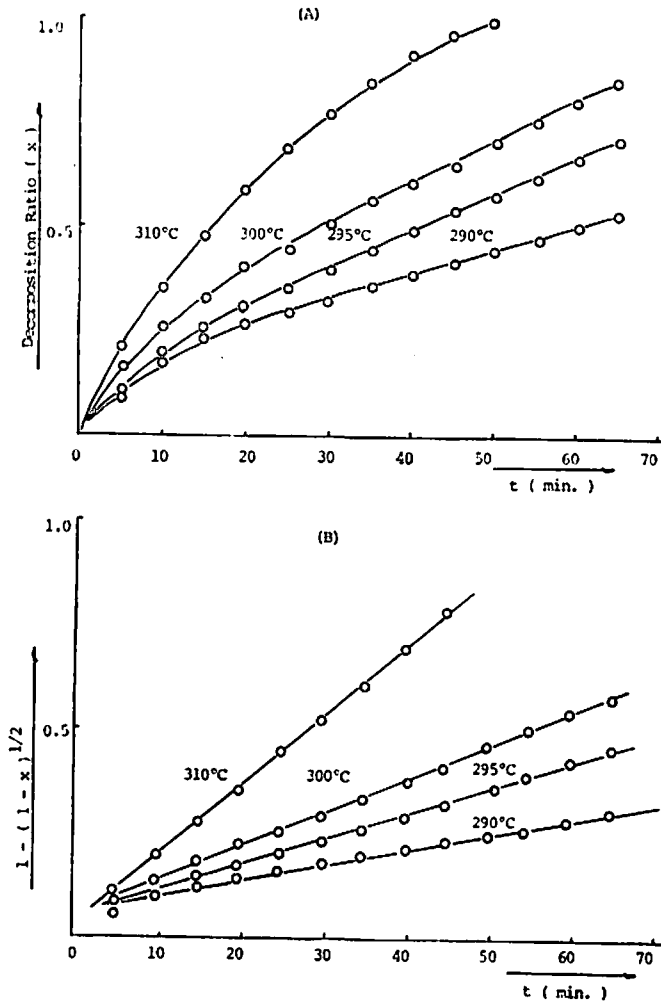 (A)
1.0
0.5
Decomposition Ratio ( x )
310°C
300°C
295°C
290°C
0 10 20 30 40 50 60 70
t ( min. )
1.0
(B)
0.5
1 - ( 1 - x )1/2
310°C
300°C
295°C
290°C
0 10 20 30 40 50 60 70
t ( min. )